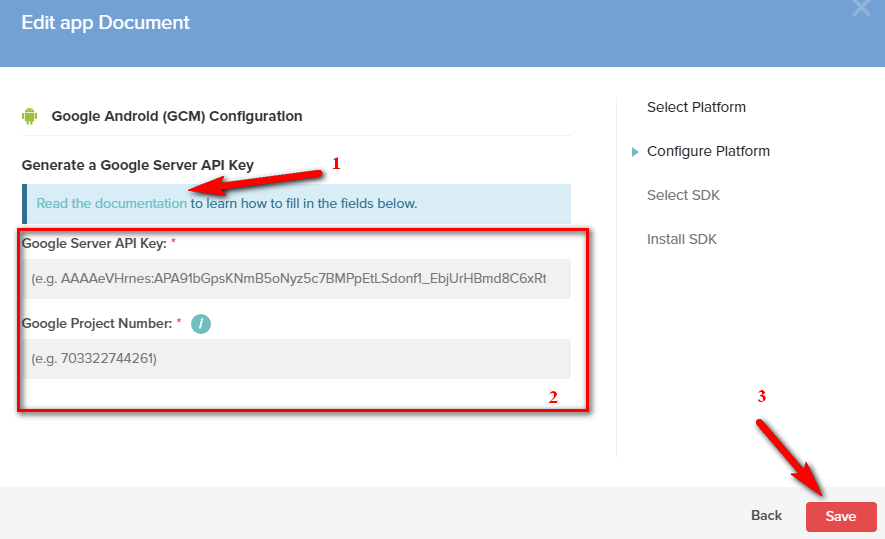 Edit app Document
Google Android (GCM) Configuration
Generate a Google Server API Key
1
Read the documentation to learn how to fill in the fields below.
Google Server API Key: *
(e.g. AAAAeVHrnes:APA91bGpsKNmB5oNyz5c7BMPpEtLSdonf1_EbjUrHBmd8C6xRt
Google Project Number: * i
(e.g. 703322744261)
2
Select Platform
Configure Platform
Select SDK
Install SDK
3
Back
Save